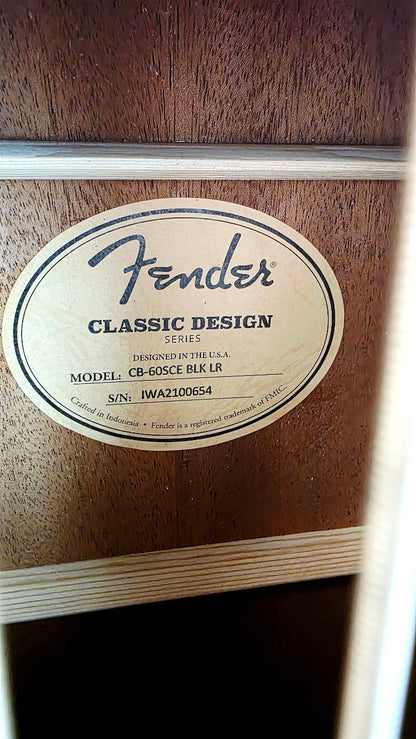 Fender®
CLASSIC DESIGN
SERIES
DESIGNED IN THE U.S.A.
MODEL: CB-60SCE BLK LR
S/N: IWA2100654
Crafted in Indonesia • Fender is a registered trademark of FMIC.